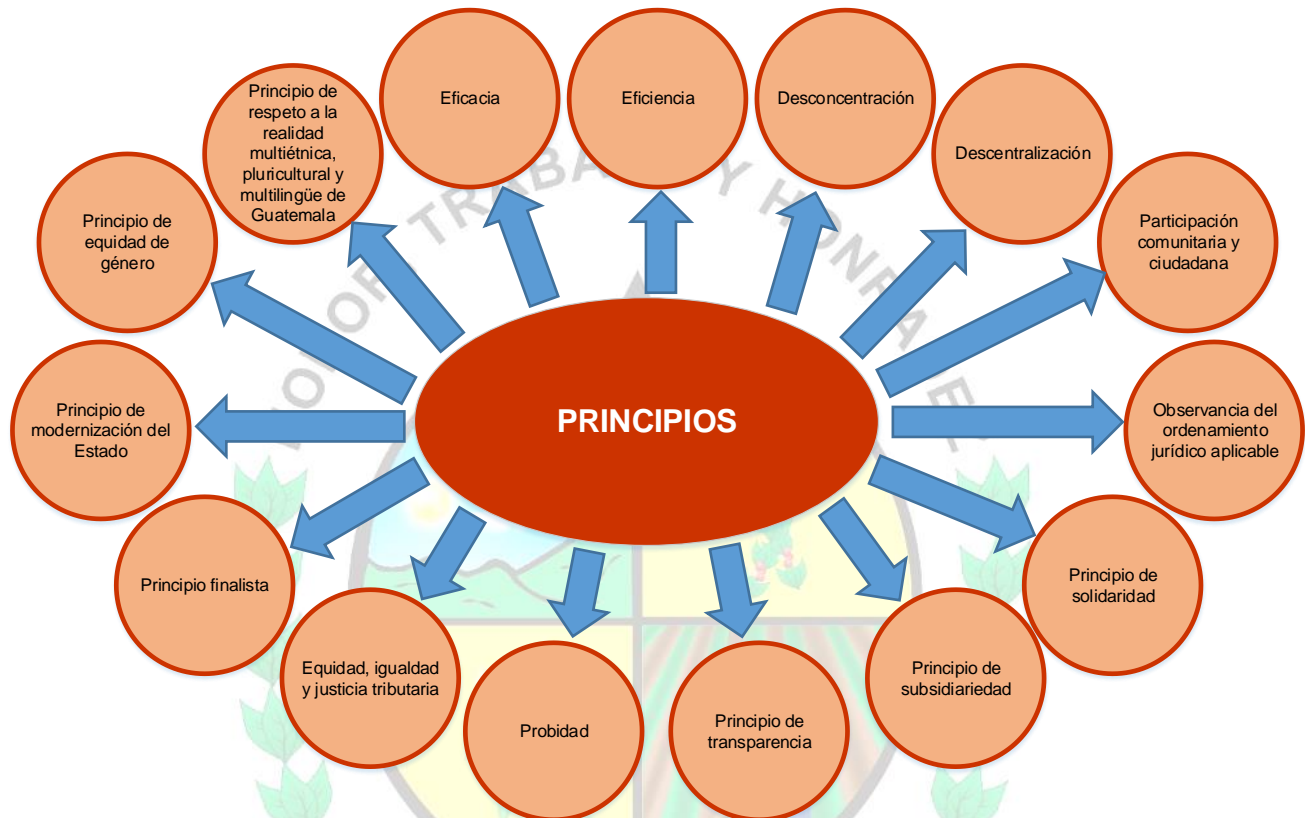 PRINCIPIOS
Eficacia
Eficiencia
Desconcentración
Descentralización
Participación
comunitaria y
ciudadana
Observancia del
ordenamiento
jurídico aplicable
Principio de
solidaridad
Principio de
subsidiariedad
Principio de
transparencia
Probidad
Equidad, igualdad
y justicia tributaria
Principio finalista
Principio de
modernización del
Estado
Principio de
equidad de
género
Principio de
respeto a la
realidad
multiétnica,
pluricultural y
multilingüe de
Guatemala
HONRA